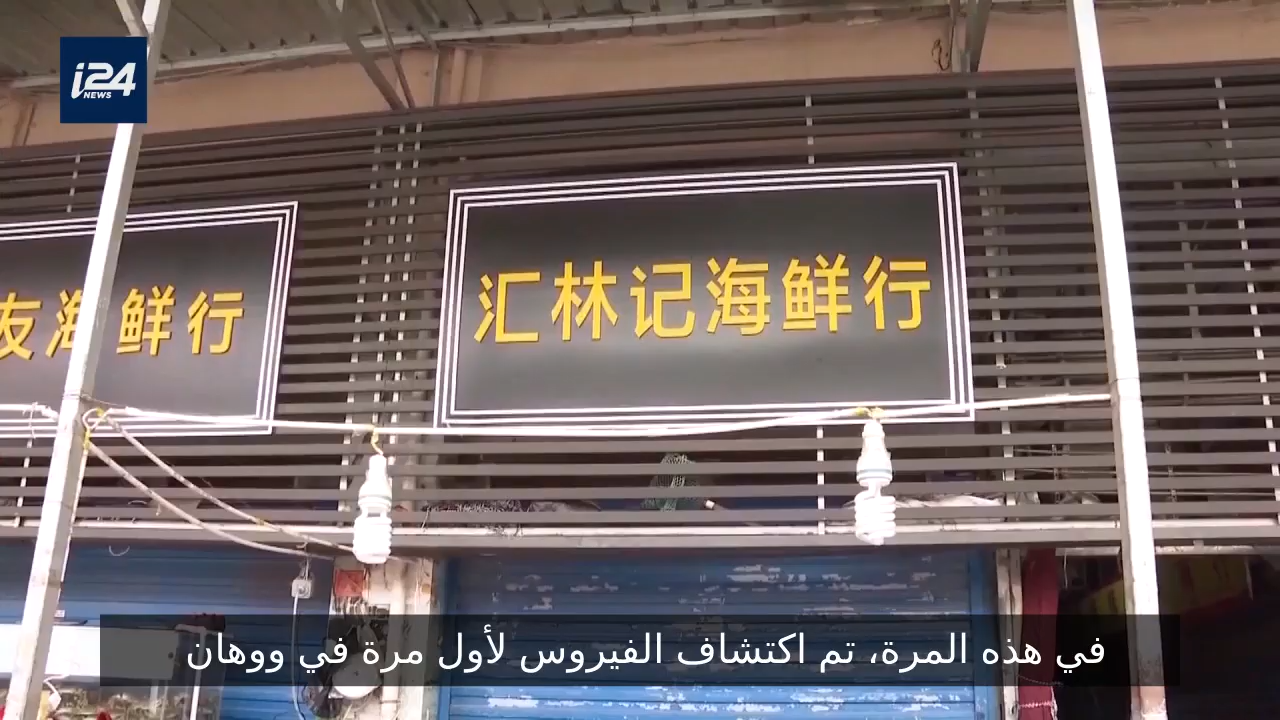 i24
NEWS
友海鲜行
汇林记海鲜行
في هذه المرة، تم اكتشاف الفيروس لأول مرة في ووهان